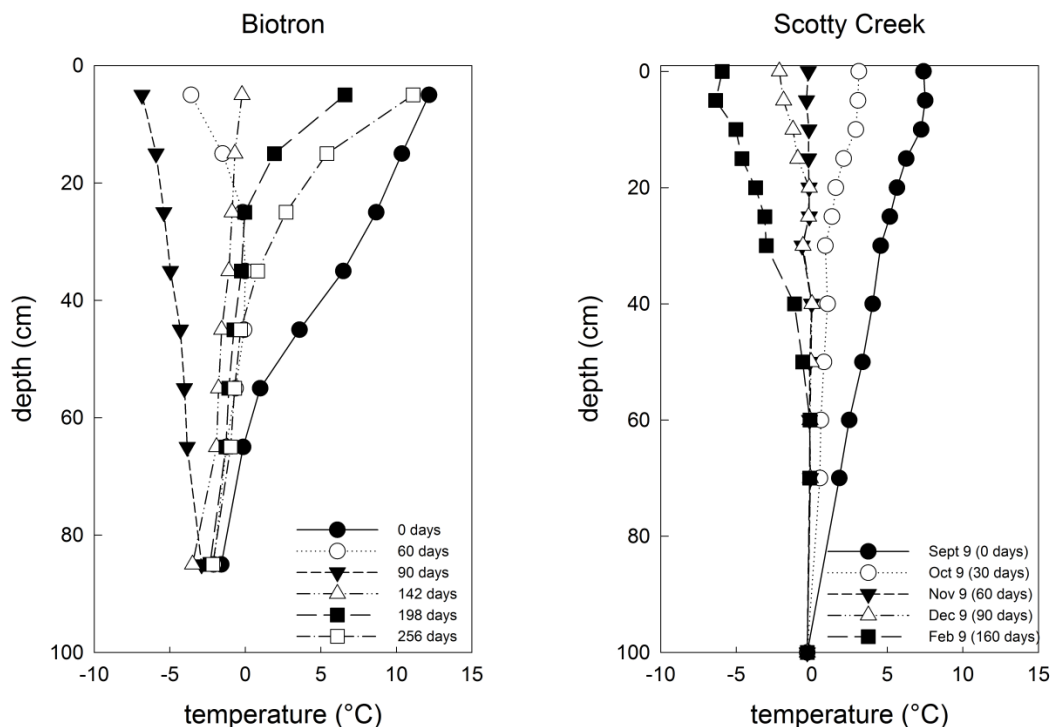 Biotron
0
20
40
60
80
100
depth (cm)
-10
-5
0
5
10
15
temperature (°C)
0 days
60 days
90 days
142 days
198 days
256 days
Scotty Creek
0
20
40
60
80
100
depth (cm)
-10
-5
0
5
10
15
temperature (°C)
Sept 9 (0 days)
Oct 9 (30 days)
Nov 9 (60 days)
Dec 9 (90 days)
Feb 9 (160 days)